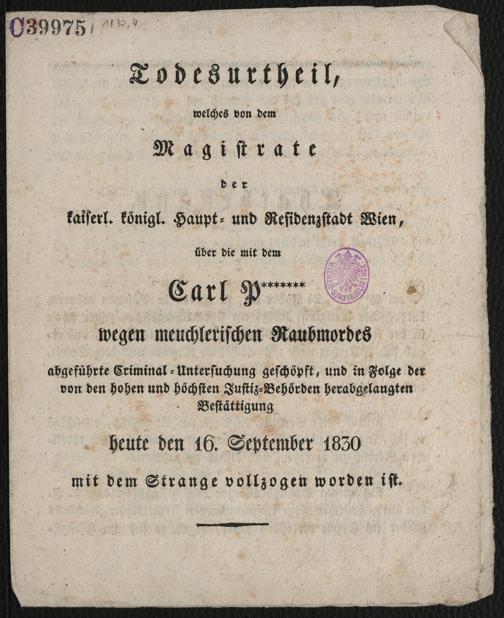 C39975
1830,4
Todesurtheil,
welches von dem
Magistrate
der
kaiserl. königl. Haupt- und Residenzstadt Wien,
über die mit dem
Carl P*******
wegen meuchlerischen Raubmordes
abgeführte Criminal-Untersuchung geschöpft, und in Folge der
von den hohen und höchsten Justiz-Behörden herabgelangten
Bestättigung
heute den 16. September 1830
mit dem Strange vollzogen worden ist.